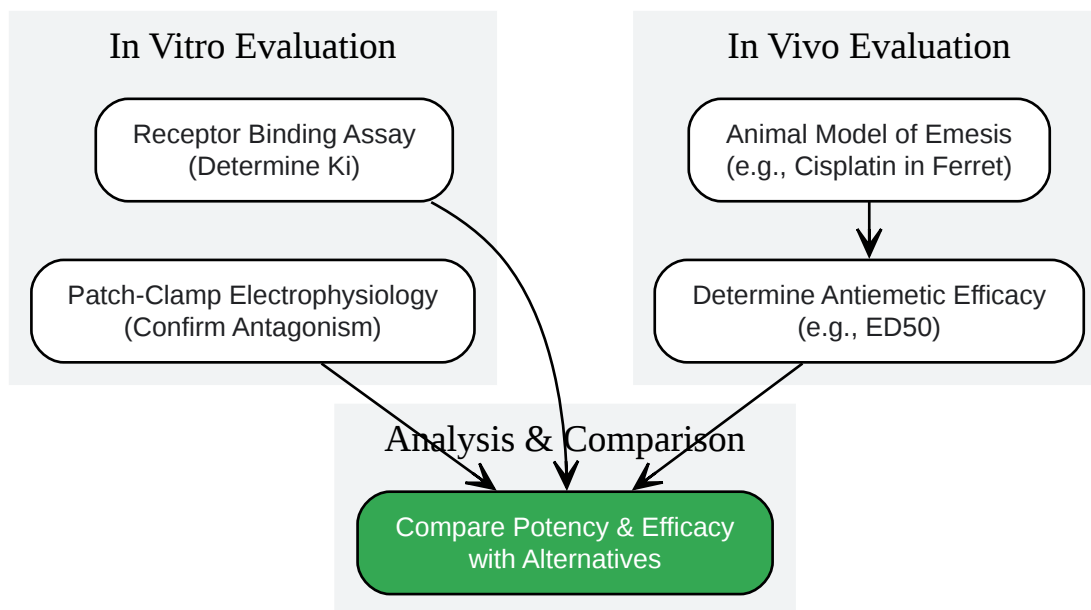 In Vitro Evaluation
Receptor Binding Assay
(Determine Ki)
Patch-Clamp Electrophysiology
(Confirm Antagonism)
In Vivo Evaluation
Animal Model of Emesis
(e.g., Cisplatin in Ferret)
Determine Antiemetic Efficacy
(e.g., ED50)
Analysis & Comparison
Compare Potency & Efficacy
with Alternatives